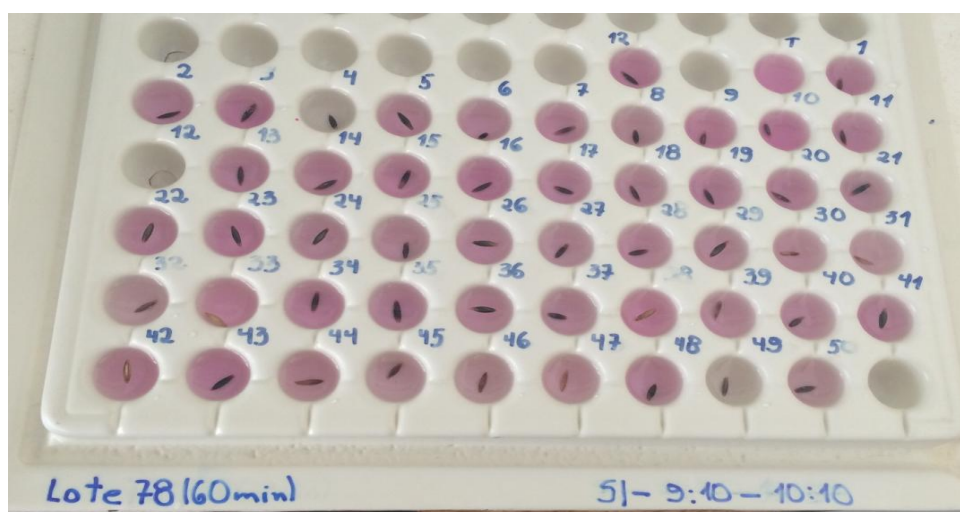 12 T 1
2 3 4 5 6 7 8 9 10 11
12 13 14 15 16 17 18 19 20 21
22 23 24 25 26 27 28 29 30 31
32 33 34 35 36 37 38 39 40 41
42 43 44 45 46 47 48 49 50
Lote 78 (60min) 51- 9:10 - 10:10